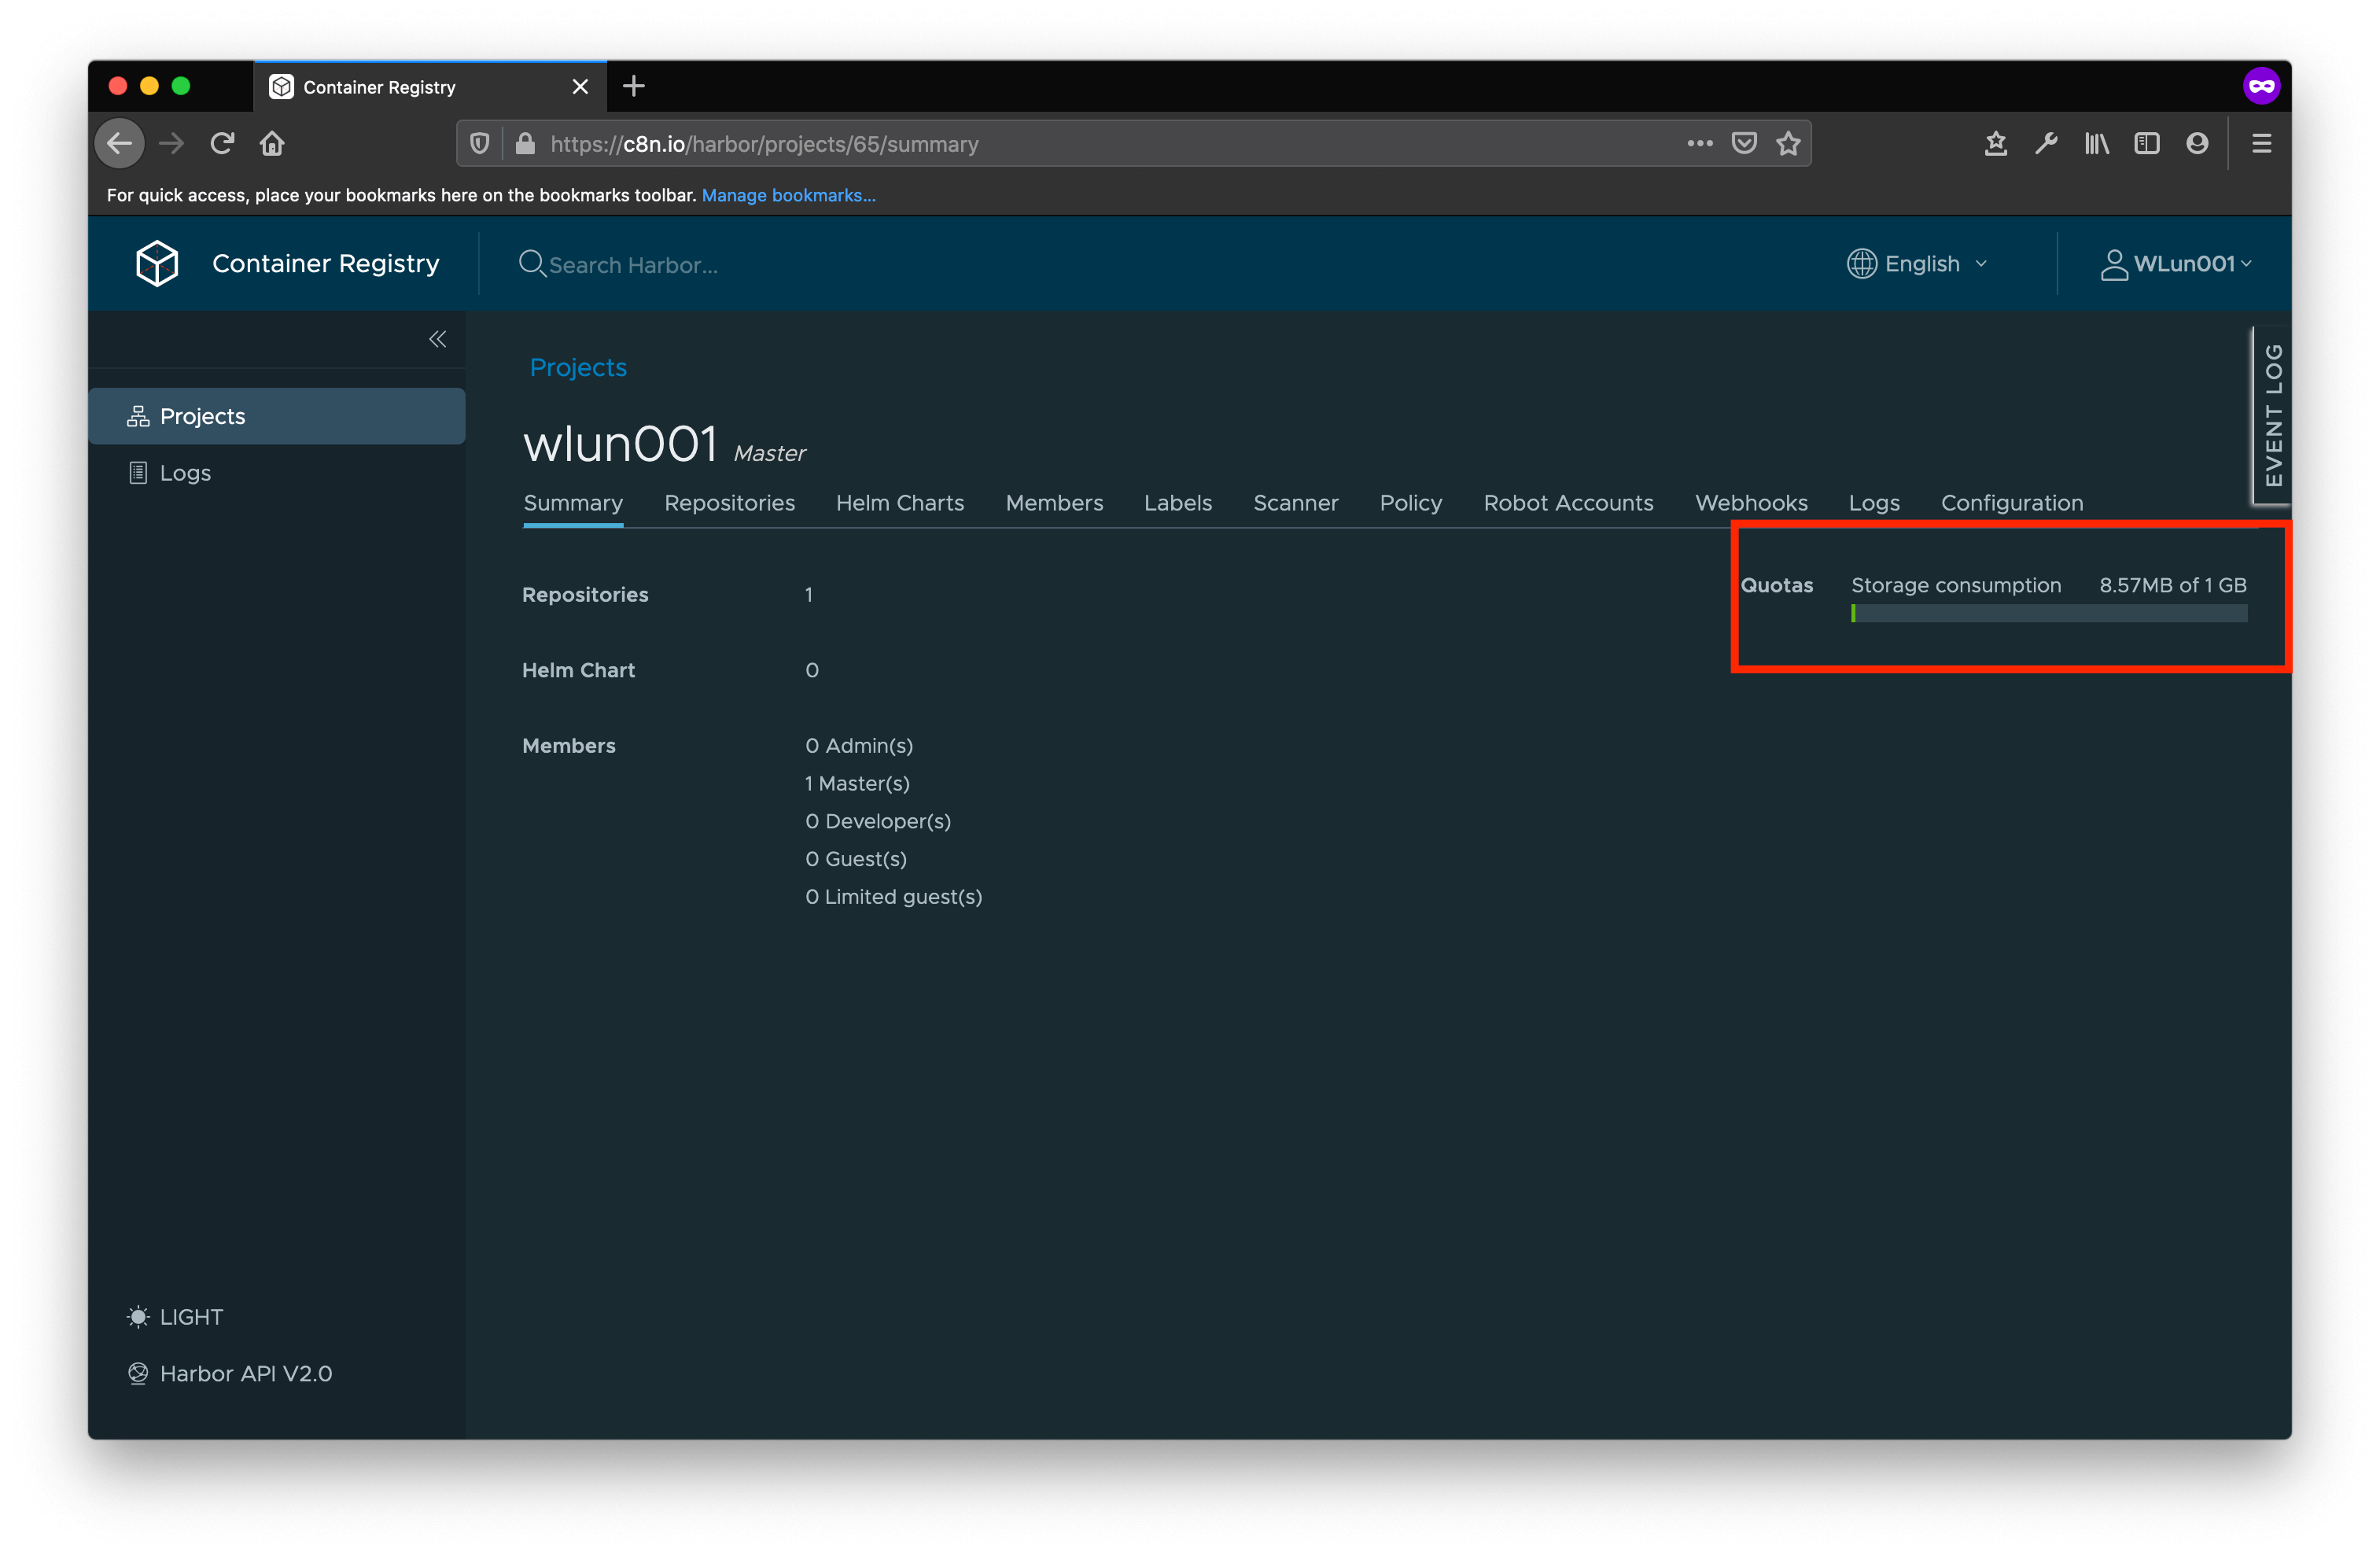 Container Registry
https://c8n.io/harbor/projects/65/summary
For quick access, place your bookmarks here on the bookmarks toolbar. Manage bookmarks...
Container Registry
Search Harbor...
English
WLun001
EVENT LOG
Projects
Logs
Projects
wlun001 Master
Summary Repositories Helm Charts Members Labels Scanner Policy Robot Accounts Webhooks Logs Configuration
Repositories 1
Quotas Storage consumption 8.57MB of 1 GB
Helm Chart 0
Members 0 Admin(s)
1 Master(s)
0 Developer(s)
0 Guest(s)
0 Limited guest(s)
LIGHT
Harbor API V2.0